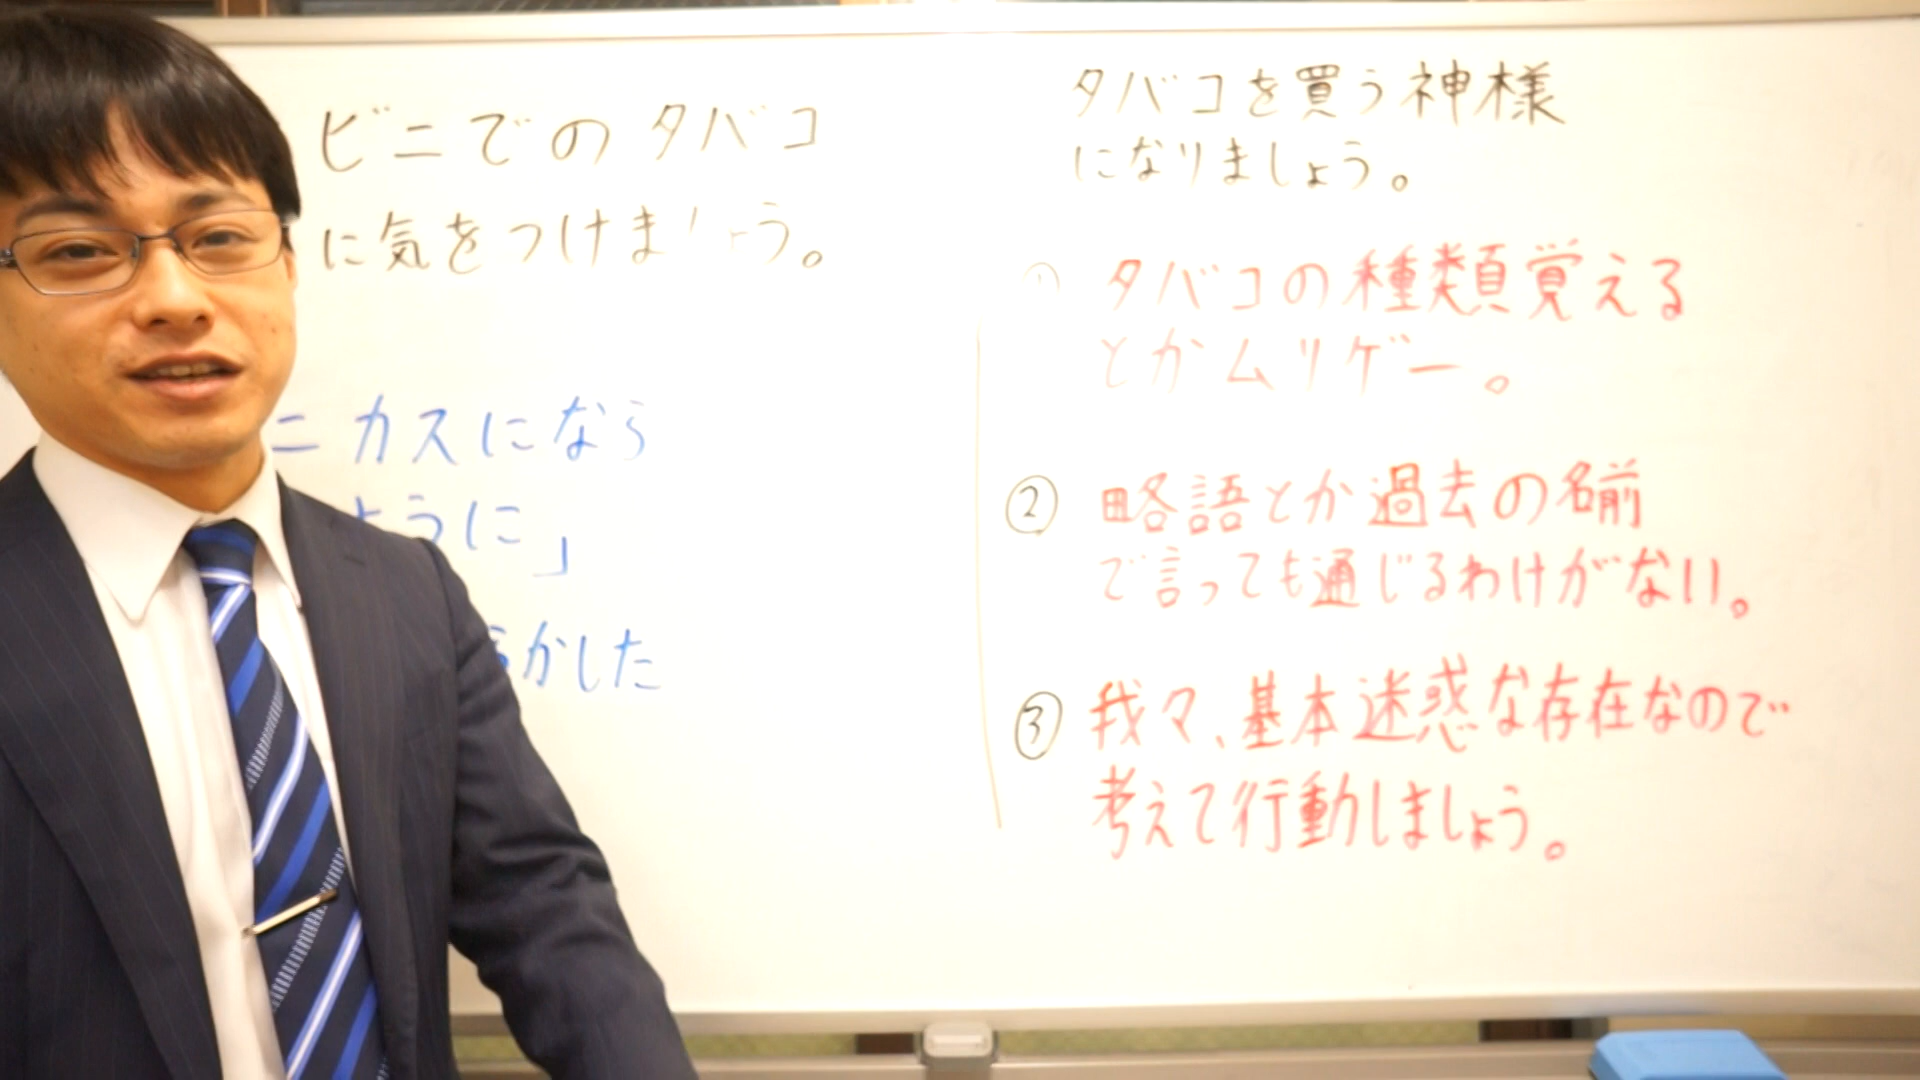 ビニでのタバコ
に気をつけましょう。
ニカスになら
ように」
かした
タバコを買う神様
になりましょう。
① タバコの種類覚える
とかムリゲー。
② 略語とか過去の名前
で言っても通じるわけがない。
③ 我々、基本迷惑な存在なので
考えて行動しましょう。